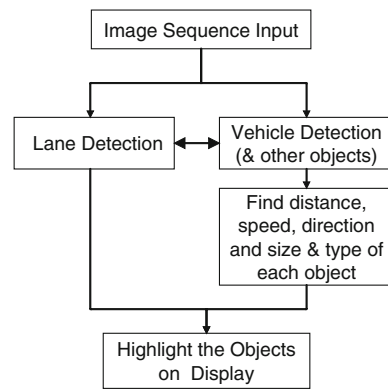 Image Sequence Input
Lane Detection
Vehicle Detection
(& other objects)
Find distance,
speed, direction
and size & type of
each object
Highlight the Objects
on Display